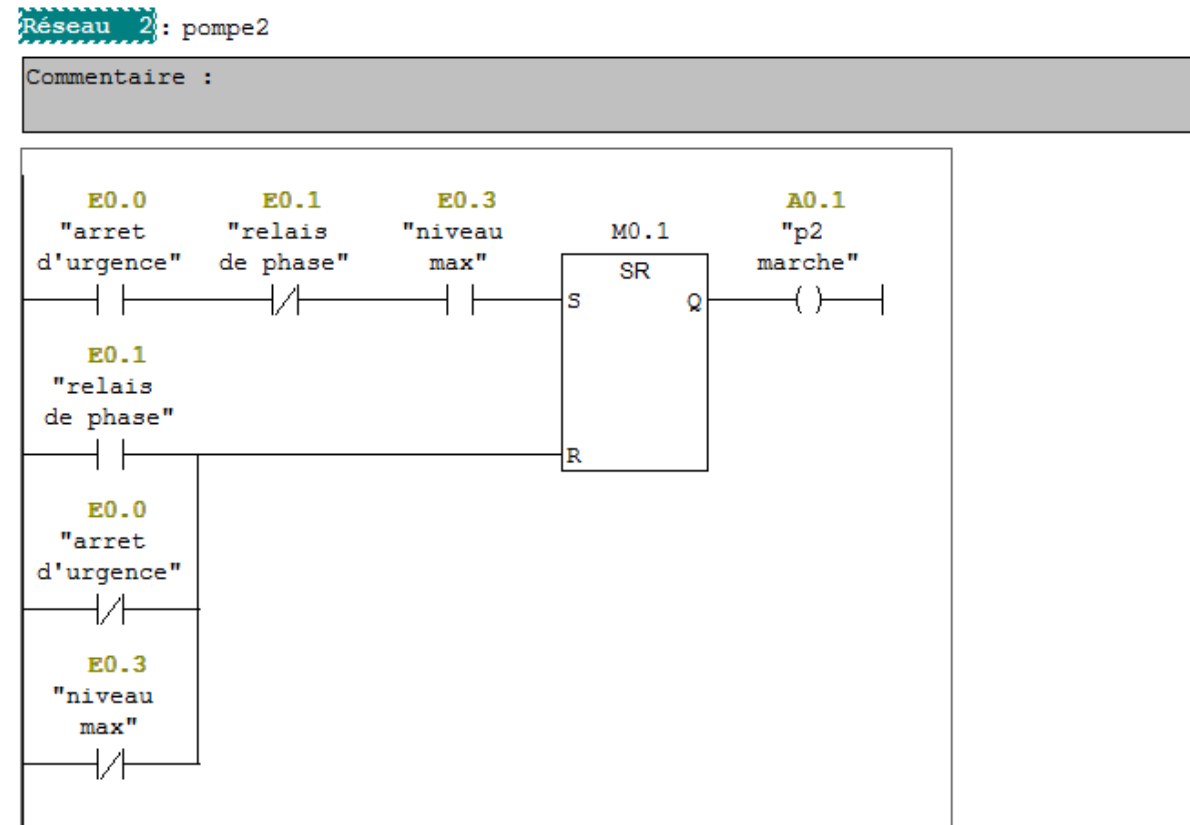 Réseau 2 : pompe2
Commentaire :
E0.0 E0.1 E0.3 A0.1
"arret "relais "niveau M0.1 "p2
d'urgence" de phase" max" SR marche"
S Q
E0.1
"relais
de phase"
R
E0.0
"arret
d'urgence"
E0.3
"niveau
max"